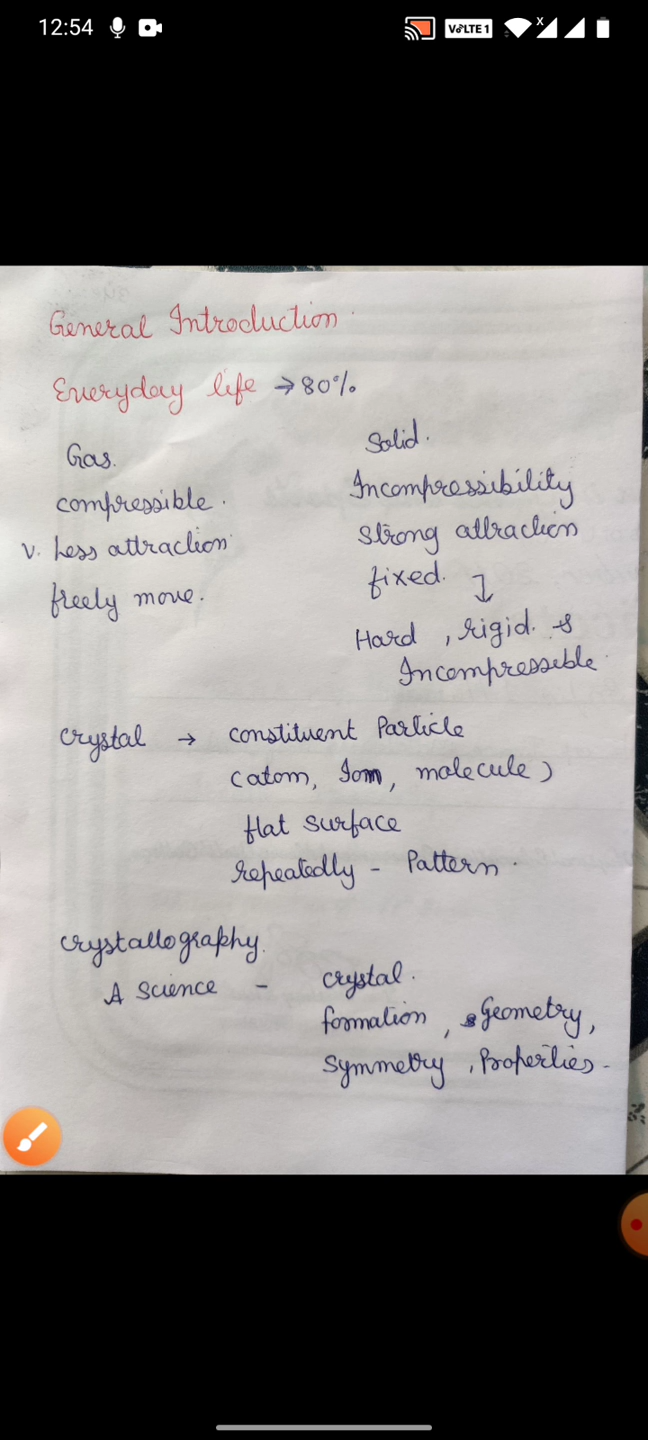 12:54
VoLTE 1
x
General Introduction.
Everyday life → 80%
Gas.
compressible.
v. Less attraction
freely move.
Solid.
Incompressibility
Strong attraction
fixed.
Hard, rigid. &
Incompresseble.
Crystal → constituent Particle
(atom, Iom, molecule)
flat surface
repeatedly - Pattern.
Crystallography.
A Science - crystal.
formation, Geometry,
Symmetry, Properties-